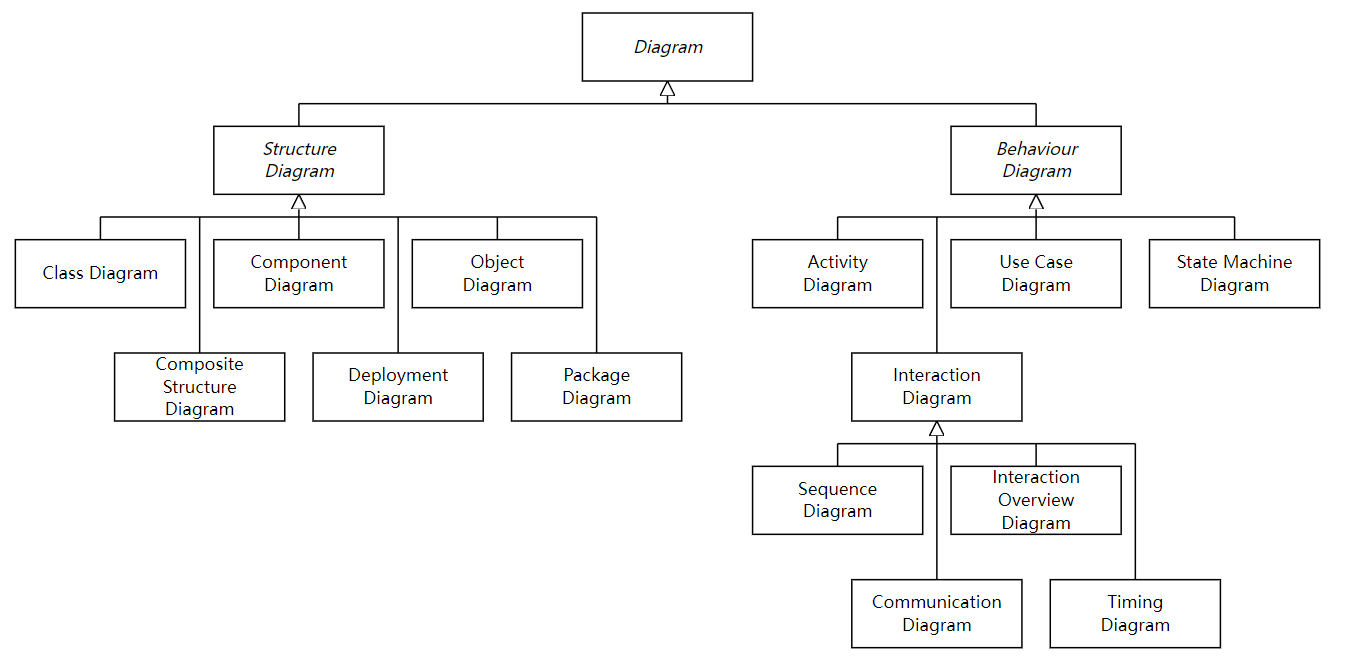 Diagram
Structure
Diagram
Behaviour
Diagram
Class Diagram
Component
Diagram
Object
Diagram
Activity
Diagram
Use Case
Diagram
State Machine
Diagram
Composite
Structure
Diagram
Deployment
Diagram
Package
Diagram
Interaction
Diagram
Sequence
Diagram
Interaction
Overview
Diagram
Communication
Diagram
Timing
Diagram